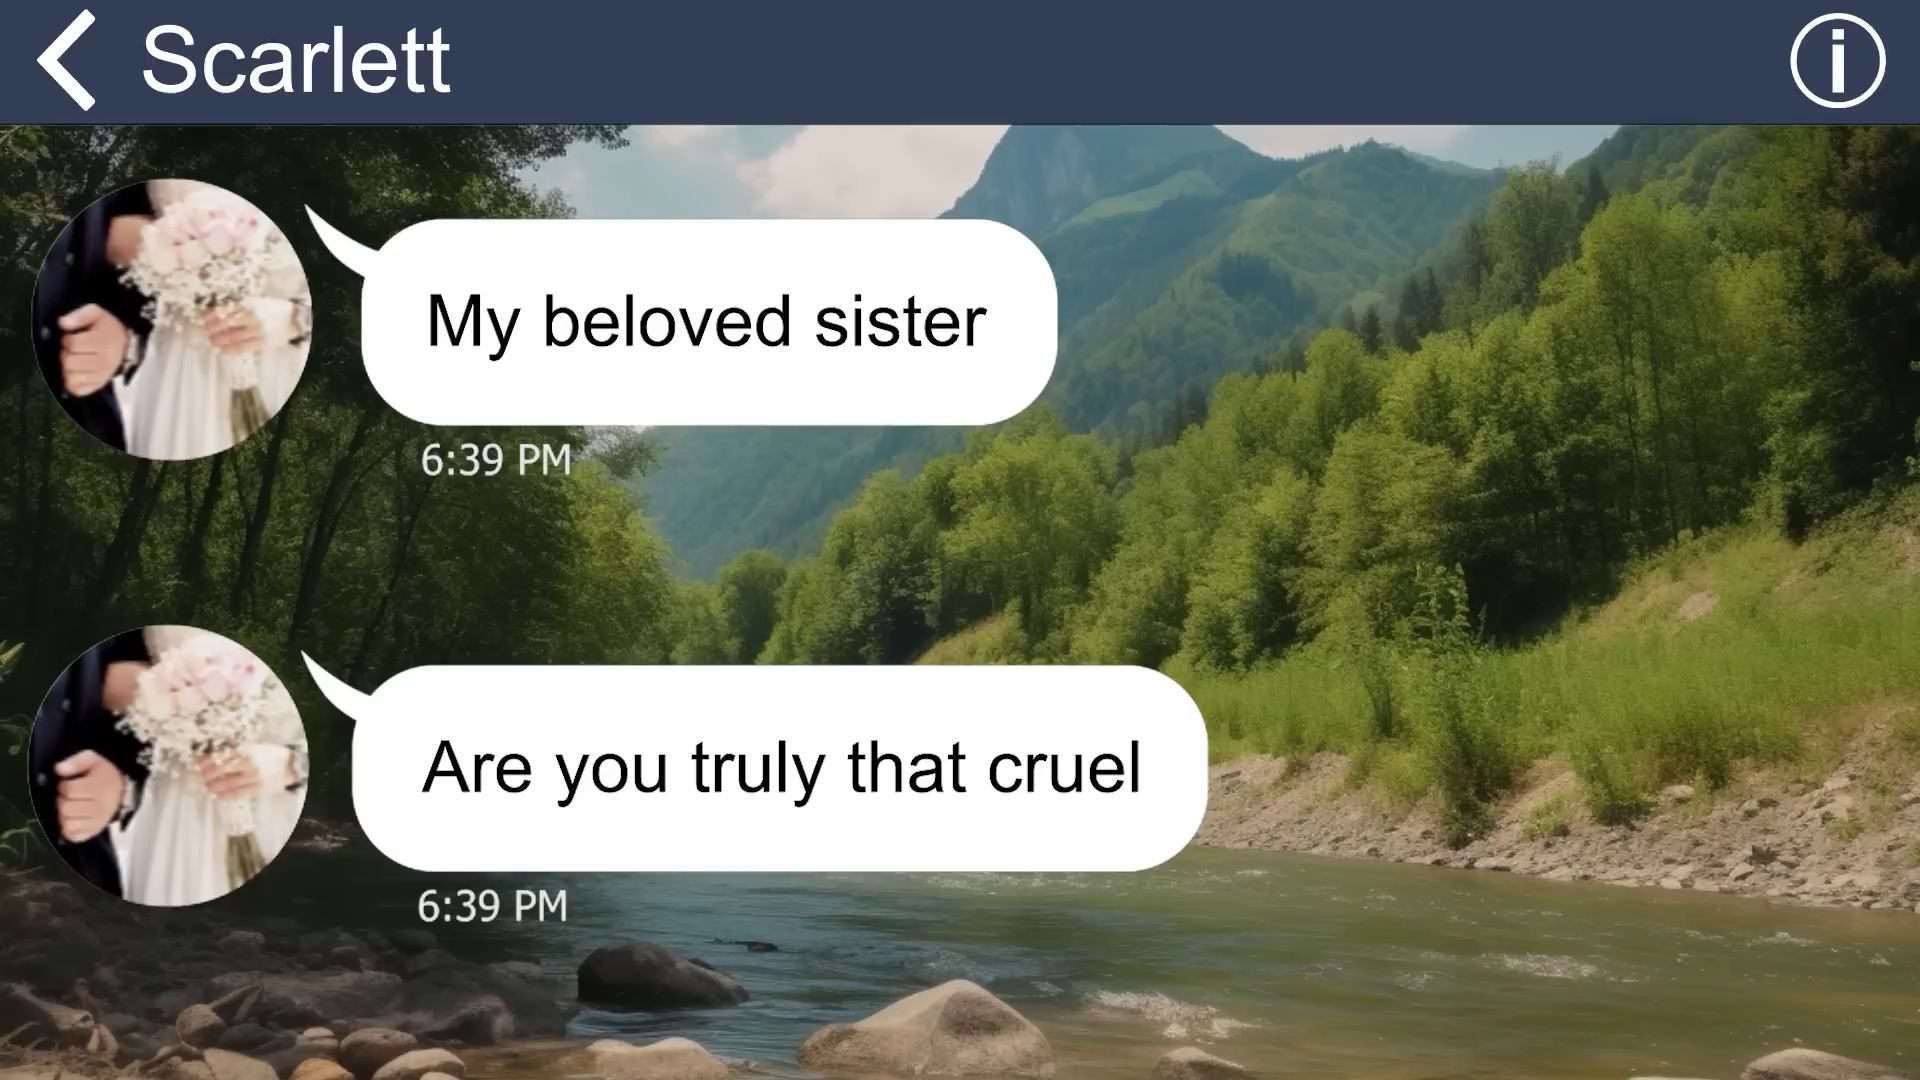 Scarlett
My beloved sister
6:39 PM
Are you truly that cruel
6:39 PM